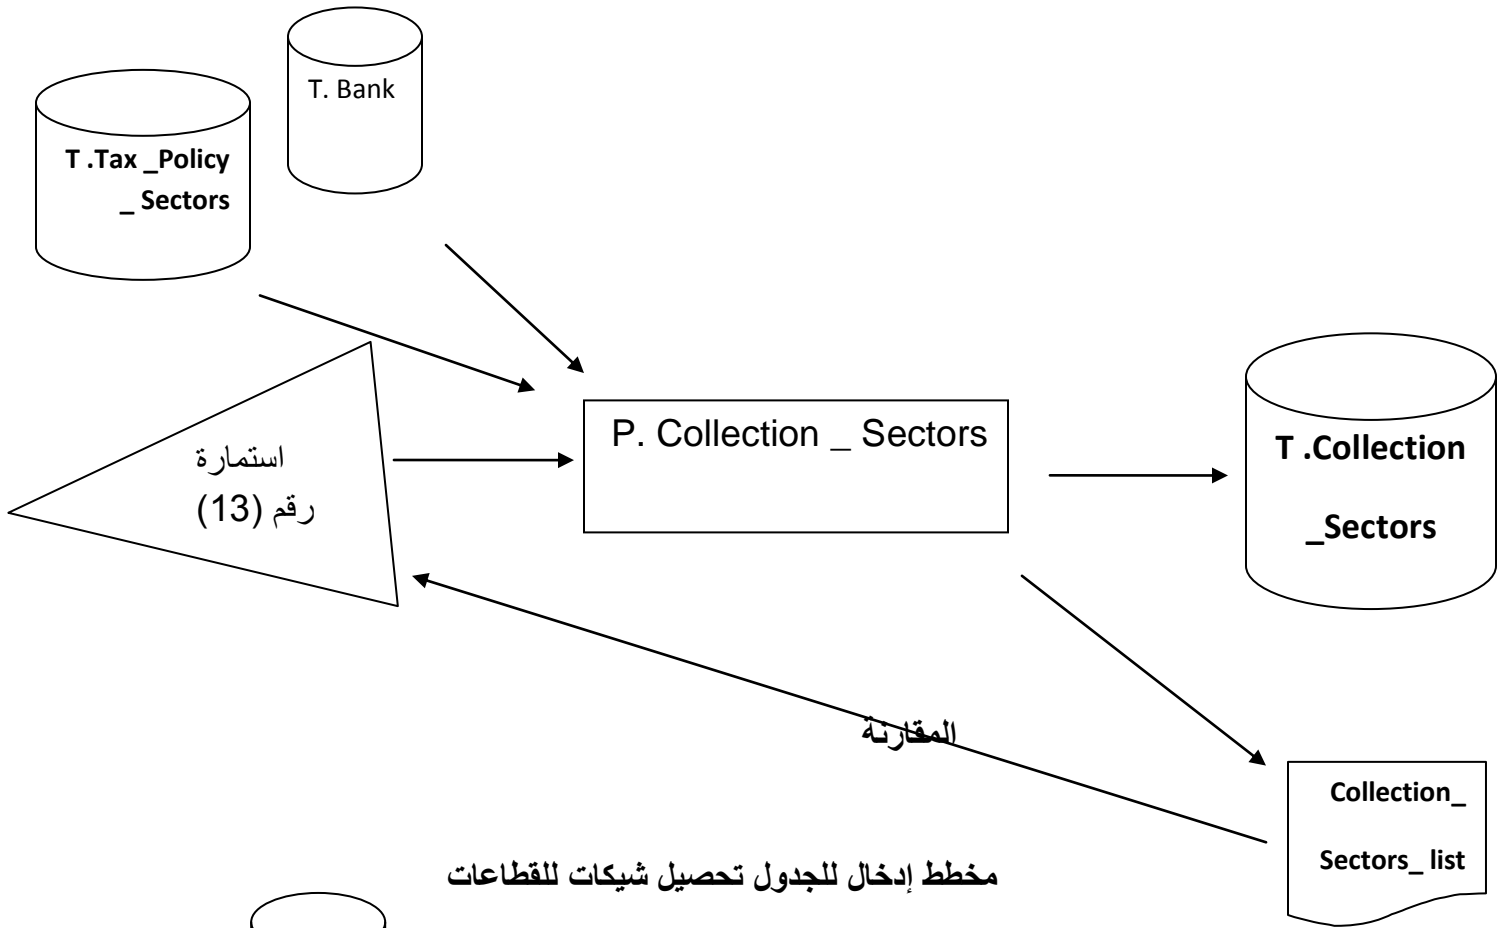 T. Bank
T .Tax _Policy
_ Sectors
P. Collection _ Sectors
استمارة
رقم (13)
T .Collection
_Sectors
المقارنة
Collection_
Sectors_ list
مخطط إدخال للجدول تحصيل شيكات للقطاعات